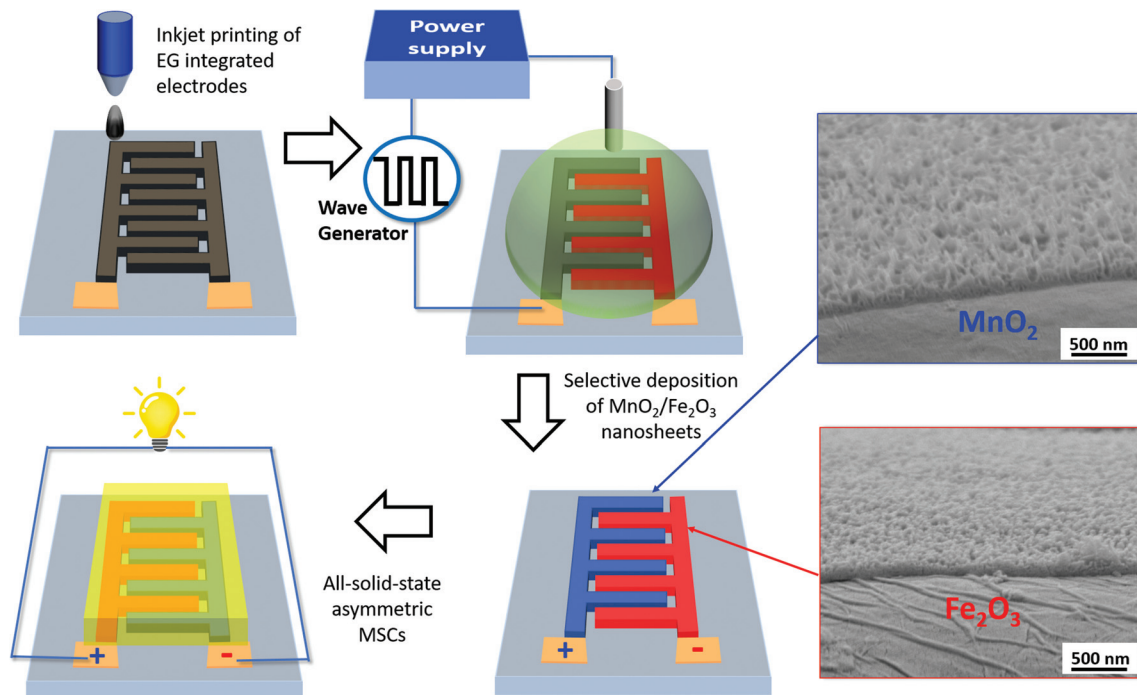 Inkjet printing of
EG integrated
electrodes
Power
supply
Wave
Generator
MnO₂
500 nm
Selective deposition
of MnO₂/Fe₂O₃
nanosheets
Fe₂O₃
500 nm
All-solid-state
asymmetric
MSCs
+
-
+
-